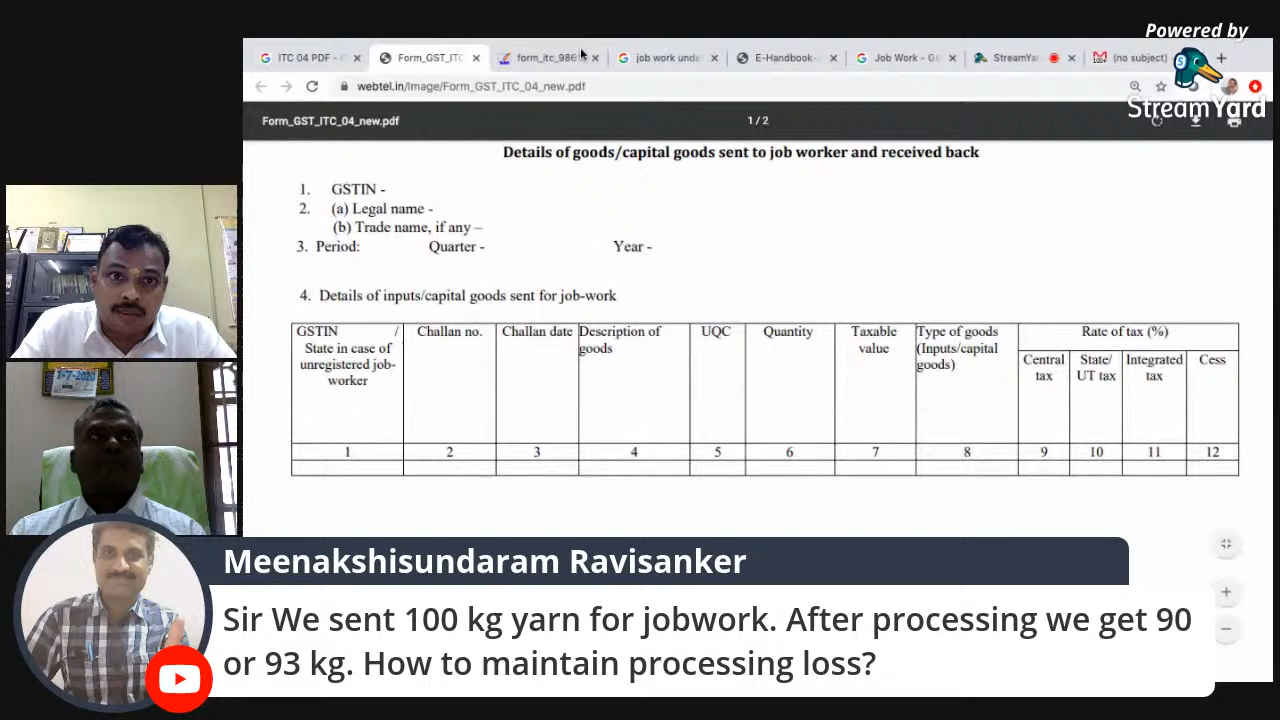 Powered by
StreamYard
ITC 04 PDF -
Form_GST_ITC
form_itc_986
job work unde
E-Handbook-
Job Work - G
StreamYar
(no subject)
webtel.in/Image/Form_GST_ITC_04_new.pdf
Form_GST_ITC_04_new.pdf
1 / 2
Details of goods/capital goods sent to job worker and received back
1. GSTIN -
2. (a) Legal name -
(b) Trade name, if any –
3. Period: Quarter - Year -
4. Details of inputs/capital goods sent for job-work
GSTIN / State in case of unregistered job-worker
Challan no.
Challan date
Description of goods
UQC
Quantity
Taxable value
Type of goods (Inputs/capital goods)
Rate of tax (%)
Central tax
State/ UT tax
Integrated tax
Cess
1 2 3 4 5 6 7 8 9 10 11 12
1-7-2020
Meenakshisundaram Ravisanker
Sir We sent 100 kg yarn for jobwork. After processing we get 90
or 93 kg. How to maintain processing loss?